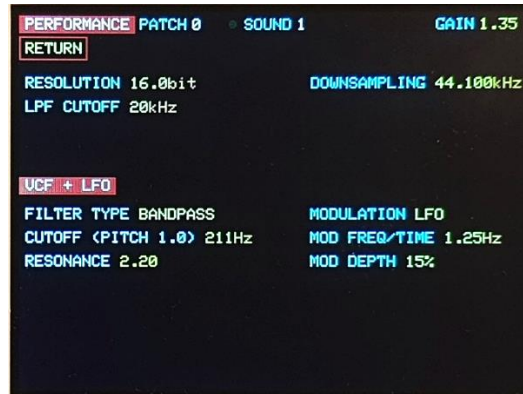 PERFORMANCE PATCH 0 SOUND 1 GAIN 1.35
RETURN
RESOLUTION 16.0bit DOWNSAMPLING 44.100kHz
LPF CUTOFF 20kHz
VCF + LFO
FILTER TYPE BANDPASS MODULATION LFO
CUTOFF (PITCH 1.0) 211Hz MOD FREQ/TIME 1.25Hz
RESONANCE 2.20 MOD DEPTH 15%